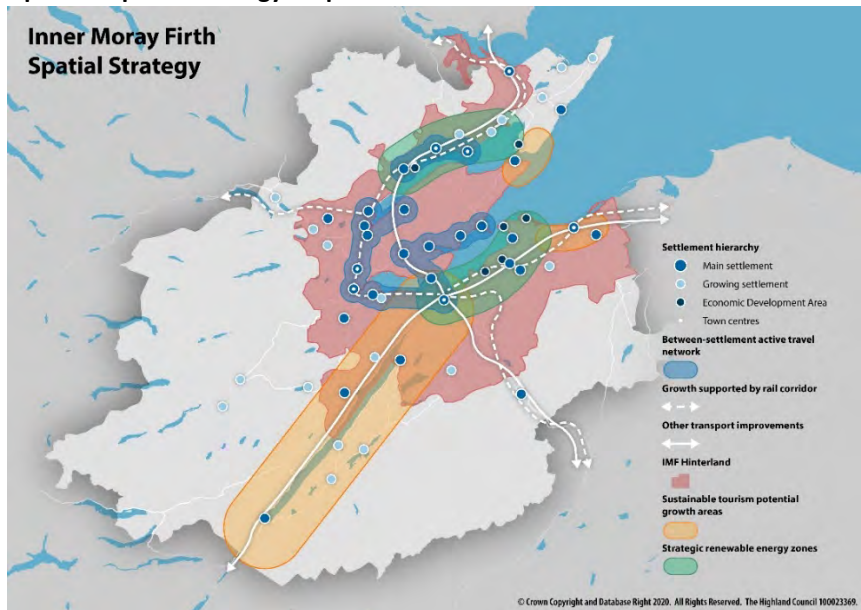 Inner Moray Firth
Spatial Strategy
Settlement hierarchy
Main settlement
Growing settlement
Economic Development Area
Town centres
Between-settlement active travel
network
Growth supported by rail corridor
Other transport improvements
IMF Hinterland
Sustainable tourism potential
growth areas
Strategic renewable energy zones
© Crown Copyright and Database Right 2020. All Rights Reserved. The Highland Council 100023369.